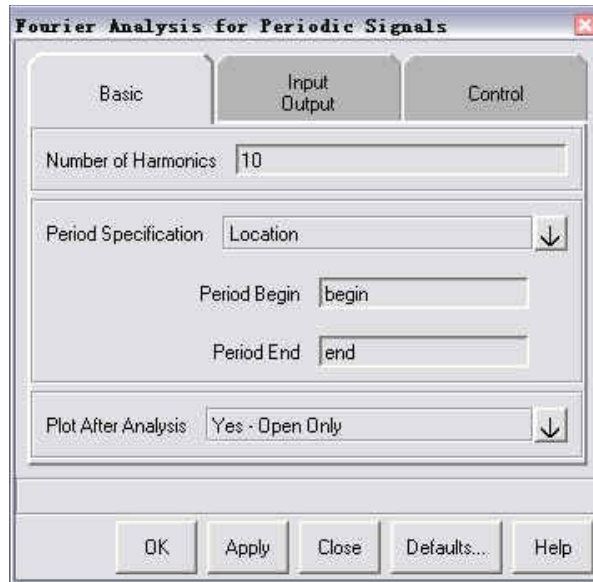 Fourier Analysis for Periodic Signals
Basic
Input
Output
Control
Number of Harmonics 10
Period Specification Location
Period Begin begin
Period End end
Plot After Analysis Yes - Open Only
OK Apply Close Defaults... Help